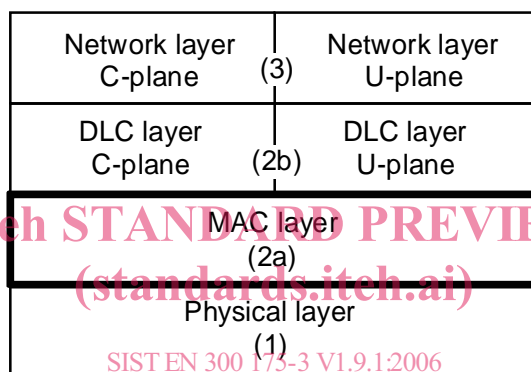 Network layer
C-plane
(3)
Network layer
U-plane
DLC layer
C-plane
(2b)
DLC layer
U-plane
MAC layer
(2a)
eh STANDARD PREVIE
(standards.iteh.ai)
Physical layer
(1)
SIST EN 300 175-3 V1.9.1:2006